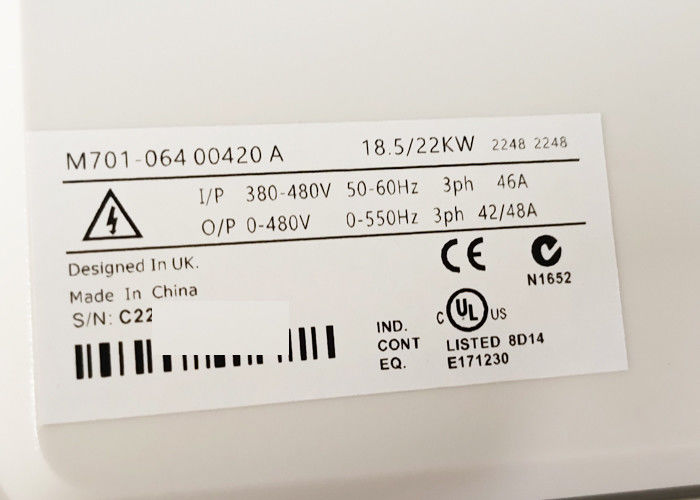 M701-064 00420 A 18.5/22KW 2248 2248
I/P 380-480V 50-60Hz 3ph 46A
O/P 0-480V 0-550Hz 3ph 42/48A
Designed In UK.
CE
N1652
Made In China
S/N: C22
C UL US
IND. CONT EQ.
LISTED 8D14
E171230